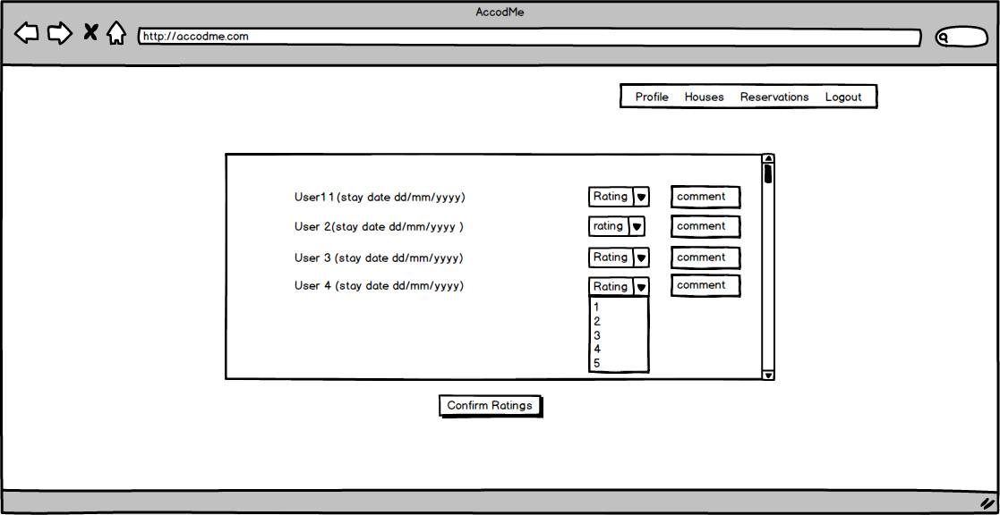 AccodMe
http://accodme.com
Profile Houses Reservations Logout
User1 1 (stay date dd/mm/yyyy) Rating comment
User 2(stay date dd/mm/yyyy ) rating comment
User 3 (stay date dd/mm/yyyy) Rating comment
User 4 (stay date dd/mm/yyyy) Rating comment
1
2
3
4
5
Confirm Ratings